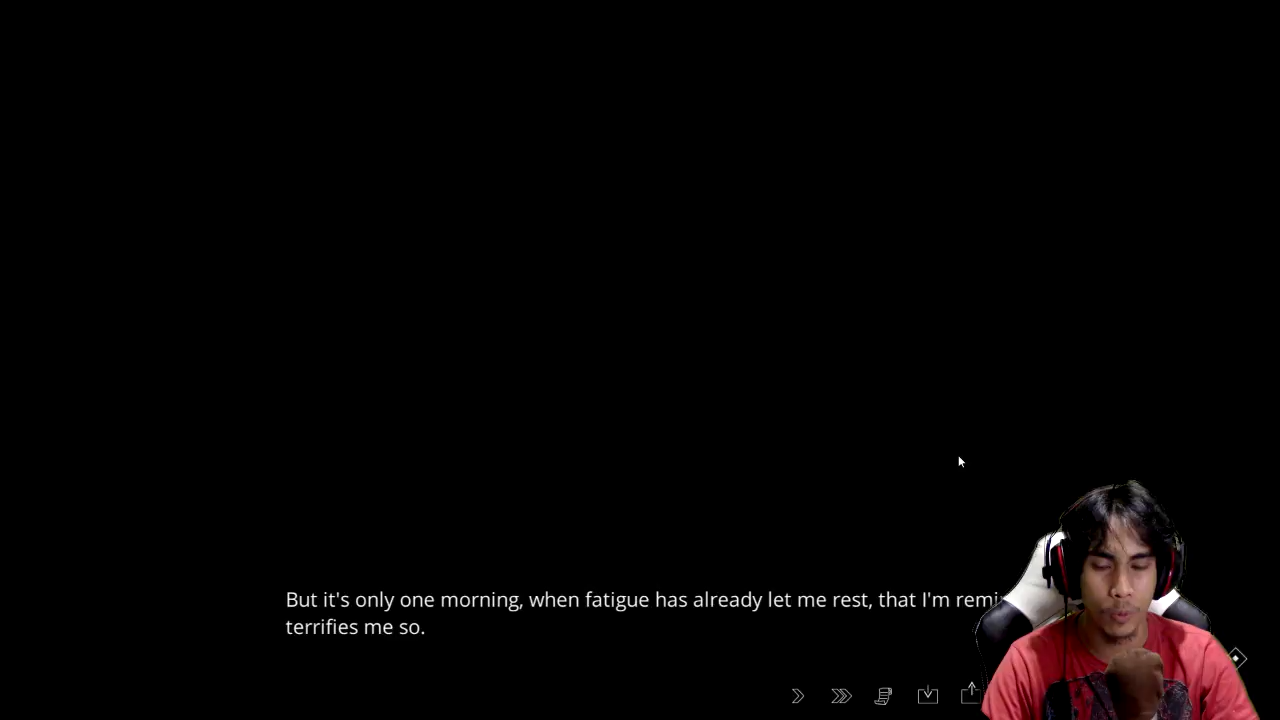 But it's only one morning, when fatigue has already let me rest, that I'm
terrifies me so.